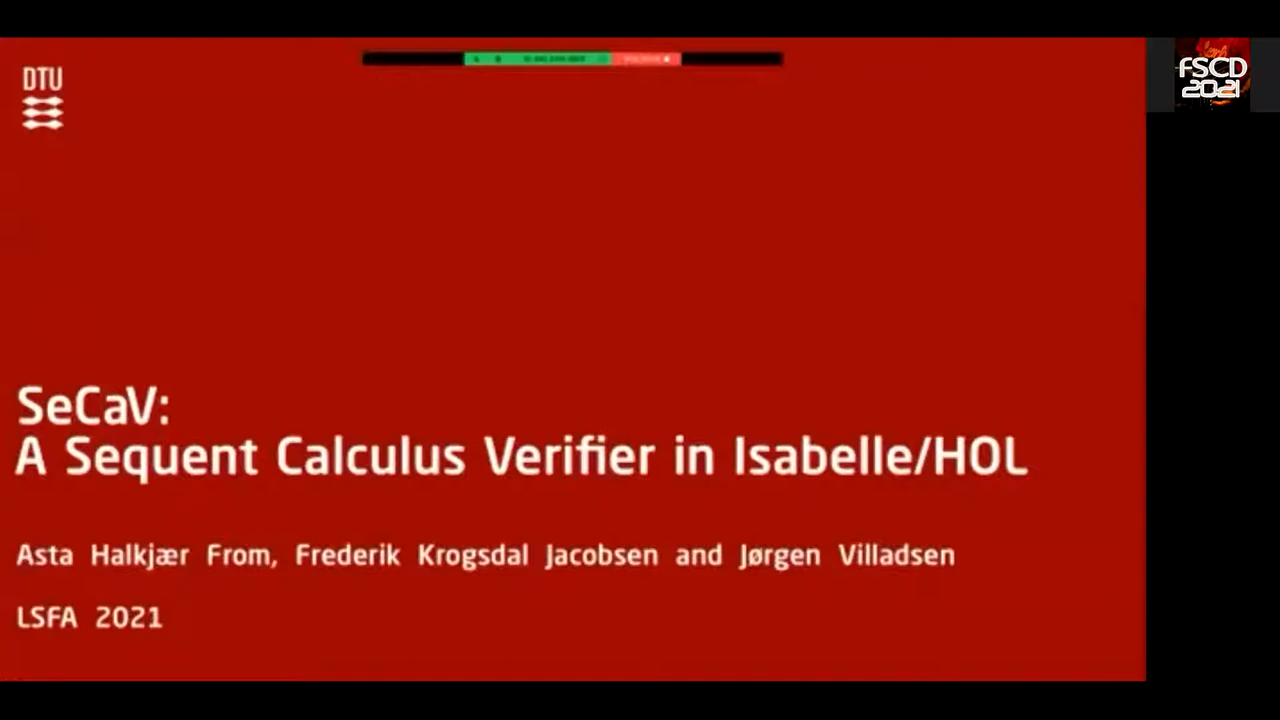 DTU
FSCD
2021
SeCaV:
A Sequent Calculus Verifier in Isabelle/HOL
Asta Halkjær From, Frederik Krogsdal Jacobsen and Jørgen Villadsen
LSFA 2021